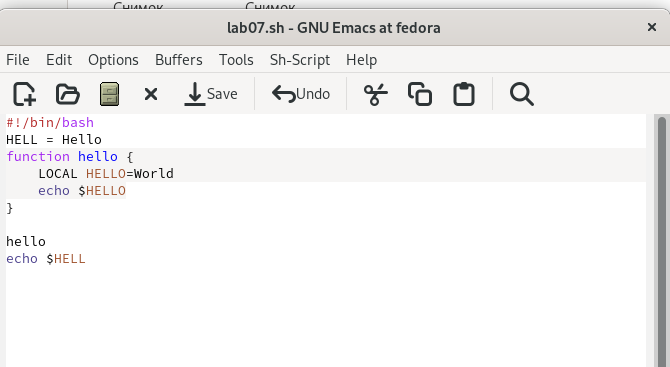 Снимок Снимок
lab07.sh - GNU Emacs at fedora ×
File Edit Options Buffers Tools Sh-Script Help
Save Undo
#!/bin/bash
HELL = Hello
function hello {
    LOCAL HELLO=World
    echo $HELLO
}
hello
echo $HELL